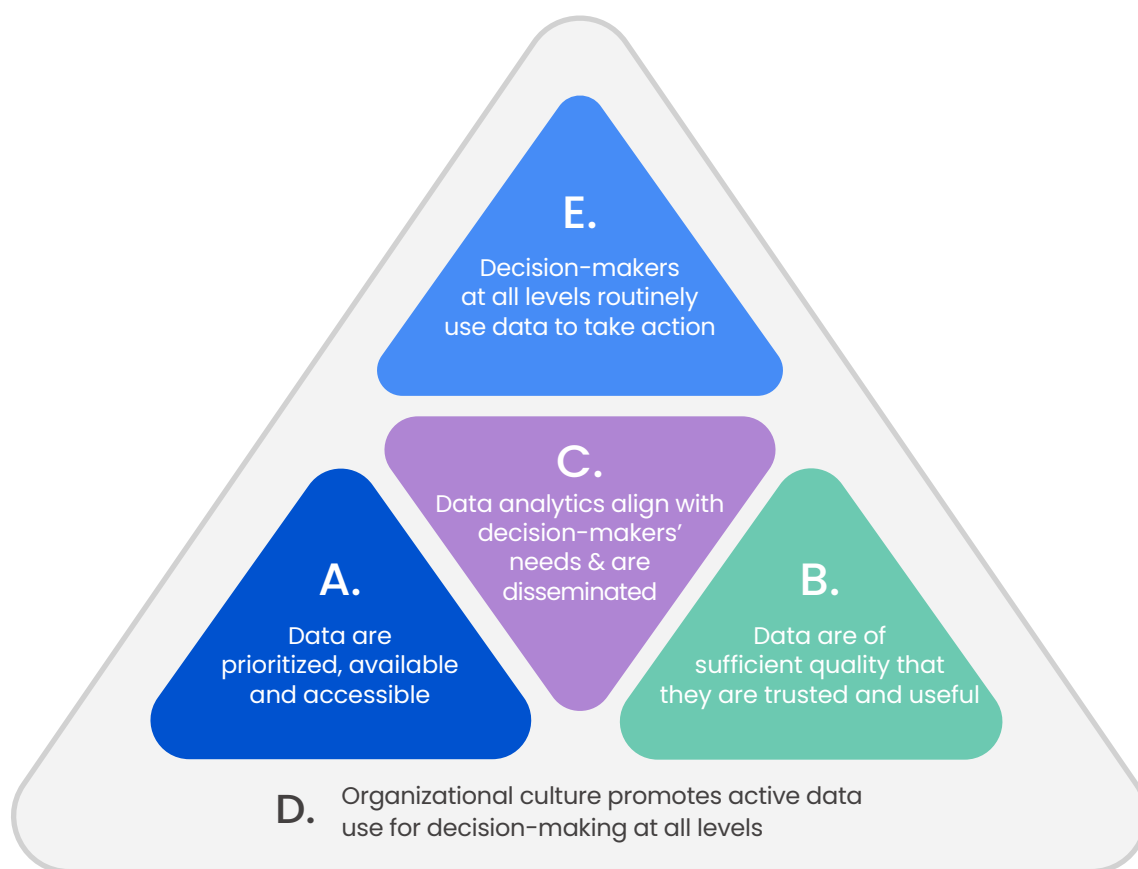 E.
Decision-makers
at all levels routinely
use data to take action
C.
Data analytics align with
decision-makers’
needs & are
disseminated
A.
Data are
prioritized, available
and accessible
B.
Data are of
sufficient quality that
they are trusted and useful
D.
Organizational culture promotes active data
use for decision-making at all levels